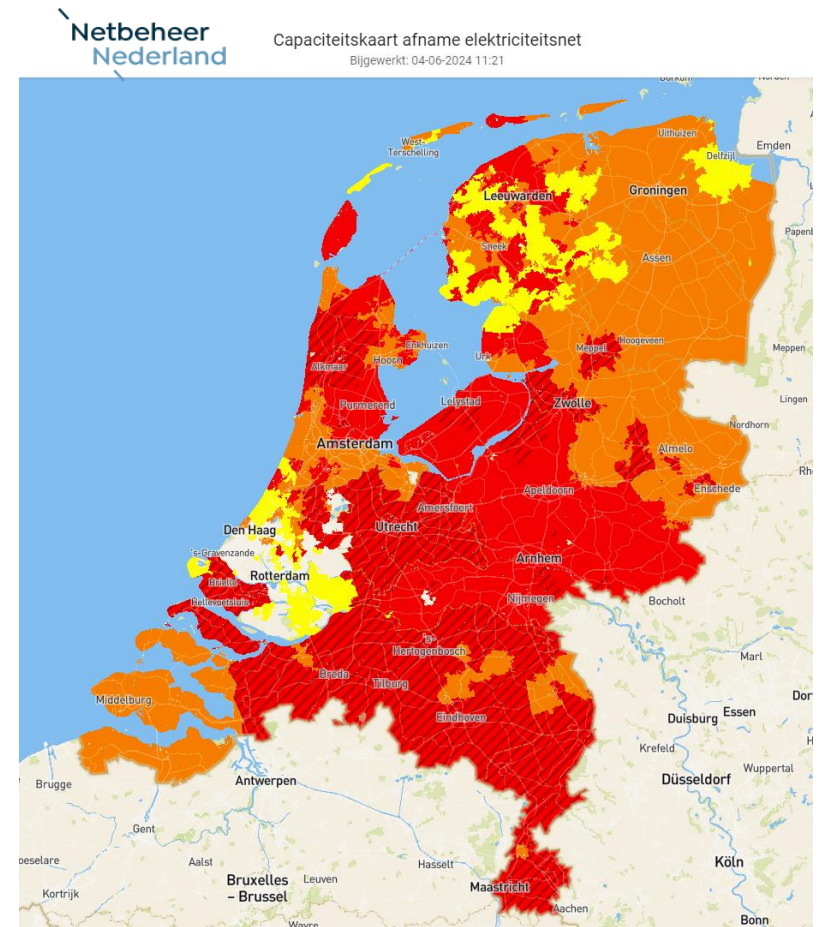 Netbeheer
Nederland
Capaciteitskaart afname elektriciteitsnet
Bijgewerkt: 04-06-2024 11:21
Borkum
Norden
West-
Terschelling
Uithuizen
Emden
Delfzijl
Leeuwarden
Groningen
Sneek
Assen
Enkhuizen
Hoorn
Alkmaar
Urk
Meppel
Hoogeveen
Meppen
Purmerend
Lelystad
Zwolle
Lingen
Nordhorn
Amsterdam
Almelo
Enschede
Apeldoorn
Amersfoort
Utrecht
Den Haag
's-Gravenzande
Rotterdam
Brielle
Hellevoetsluis
Arnhem
Nijmegen
Bocholt
's-
Hertogenbosch
Marl
Breda
Tilburg
Middelburg
Eindhoven
Duisburg
Essen
Krefeld
Wuppertal
Düsseldorf
Brugge
Antwerpen
Gent
Aalst
Hasselt
Köln
Bruxelles
– Brussel
Leuven
Kortrijk
Maastricht
Aachen
Bonn
Wavre